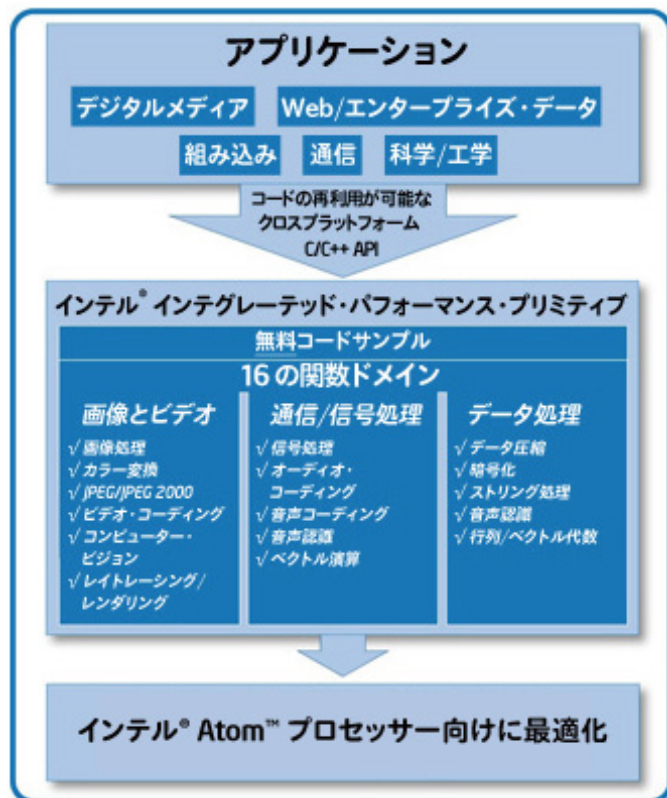 アプリケーション
デジタルメディア Web/エンタープライズ・データ
組み込み 通信 科学/工学
コードの再利用が可能な
クロスプラットフォーム
C/C++ API
インテル® インテグレーテッド・パフォーマンス・プリミティブ
無料コードサンプル
16 の関数ドメイン
画像とビデオ
√ 画像処理
√ カラー変換
√ JPEG/JPEG 2000
√ ビデオ・コーディング
√ コンピューター・
ビジョン
√ レイトレーシング/
レンダリング
通信/信号処理
√ 信号処理
√ オーディオ・
コーディング
√ 音声コーディング
√ 音声認識
√ ベクトル演算
データ処理
√ データ圧縮
√ 暗号化
√ ストリング処理
√ 音声認識
√ 行列/ベクトル代数
インテル® Atom™ プロセッサー向けに最適化